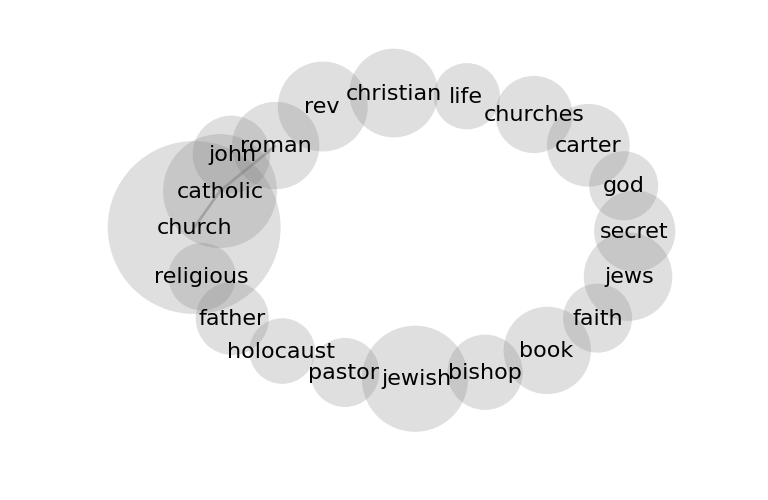 christian
life
rev
churches
roman
carter
john
god
catholic
church
secret
religious
jews
father
faith
holocaust
book
pastor
bishop
jewish